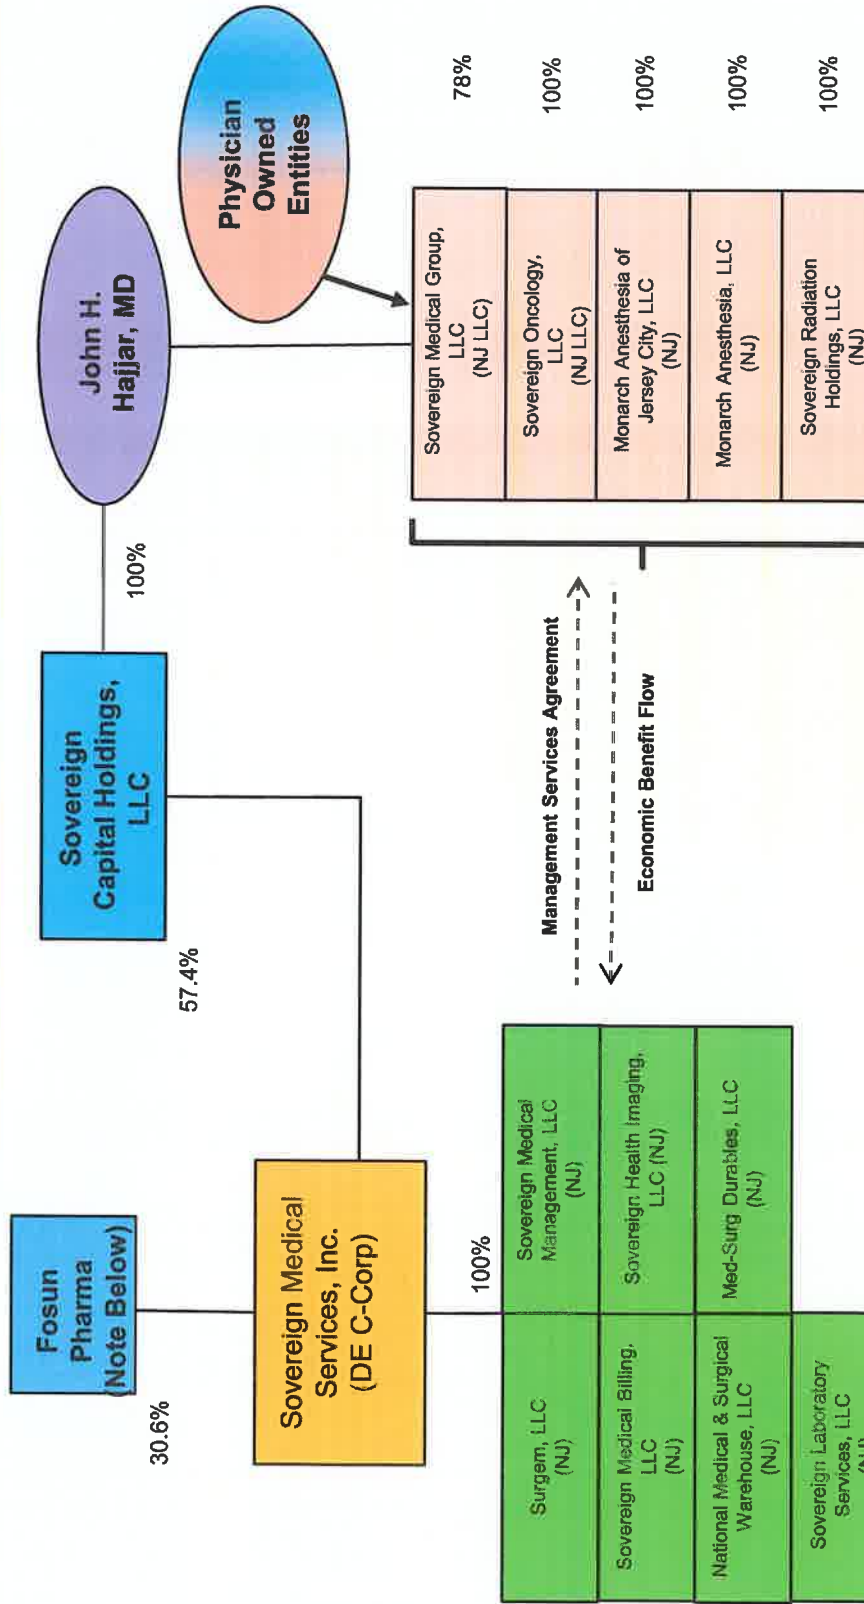 Fosun
Pharma
(Note Below)
30.6%
Sovereign
Capital Holdings,
LLC
57.4%
100%
John H.
Hajjar, MD
Physician
Owned
Entities
Sovereign Medical
Services, Inc.
(DE C-Corp)
100%
Surgem, LLC
(NJ)
Sovereign Medical
Management, LLC
(NJ)
Sovereign Medical Billing,
LLC
(NJ)
Sovereign Health Imaging,
LLC (NJ)
National Medical & Surgical
Warehouse, LLC
(NJ)
Med-Surg Durables, LLC
(NJ)
Sovereign Laboratory
Services, LLC
(NJ)
Management Services Agreement
Economic Benefit Flow
Sovereign Medical Group,
LLC
(NJ LLC)
78%
Sovereign Oncology,
LLC
(NJ LLC)
100%
Monarch Anesthesia of
Jersey City, LLC
(NJ)
100%
Monarch Anesthesia, LLC
(NJ)
100%
Sovereign Radiation
Holdings, LLC
(NJ)
100%